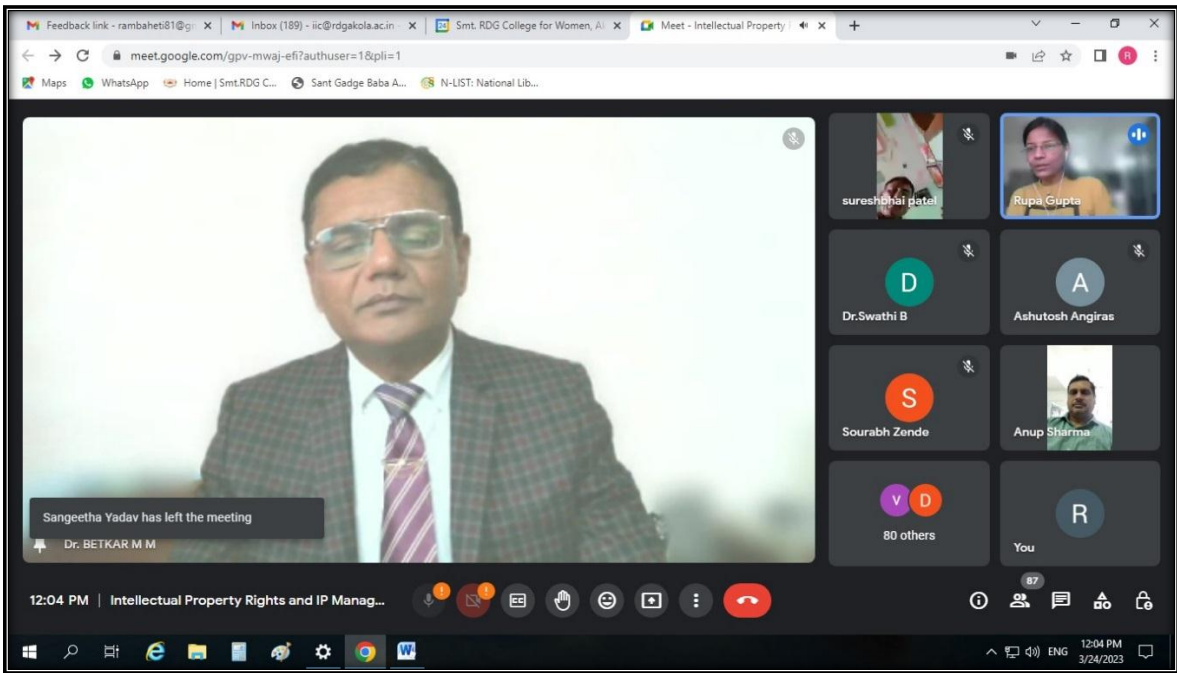 Feedback link - rambaheti81@g
Inbox (189) - iic@rdgakola.ac.in -
Smt. RDG College for Women, A
Meet - Intellectual Property
meet.google.com/gpv-mwaj-efi?authuser=1&pli=1
R
Maps
WhatsApp
Home | Smt.RDG C...
Sant Gadge Baba A...
N-LIST: National Lib...
sureshbhai patel
Rupa Gupta
D
Dr.Swathi B
A
Ashutosh Angiras
S
Sourabh Zende
Anup Sharma
V D
80 others
R
You
Sangeetha Yadav has left the meeting
Dr. BETKAR M M
12:04 PM | Intellectual Property Rights and IP Manag...
CC
87
ENG
12:04 PM
3/24/2023